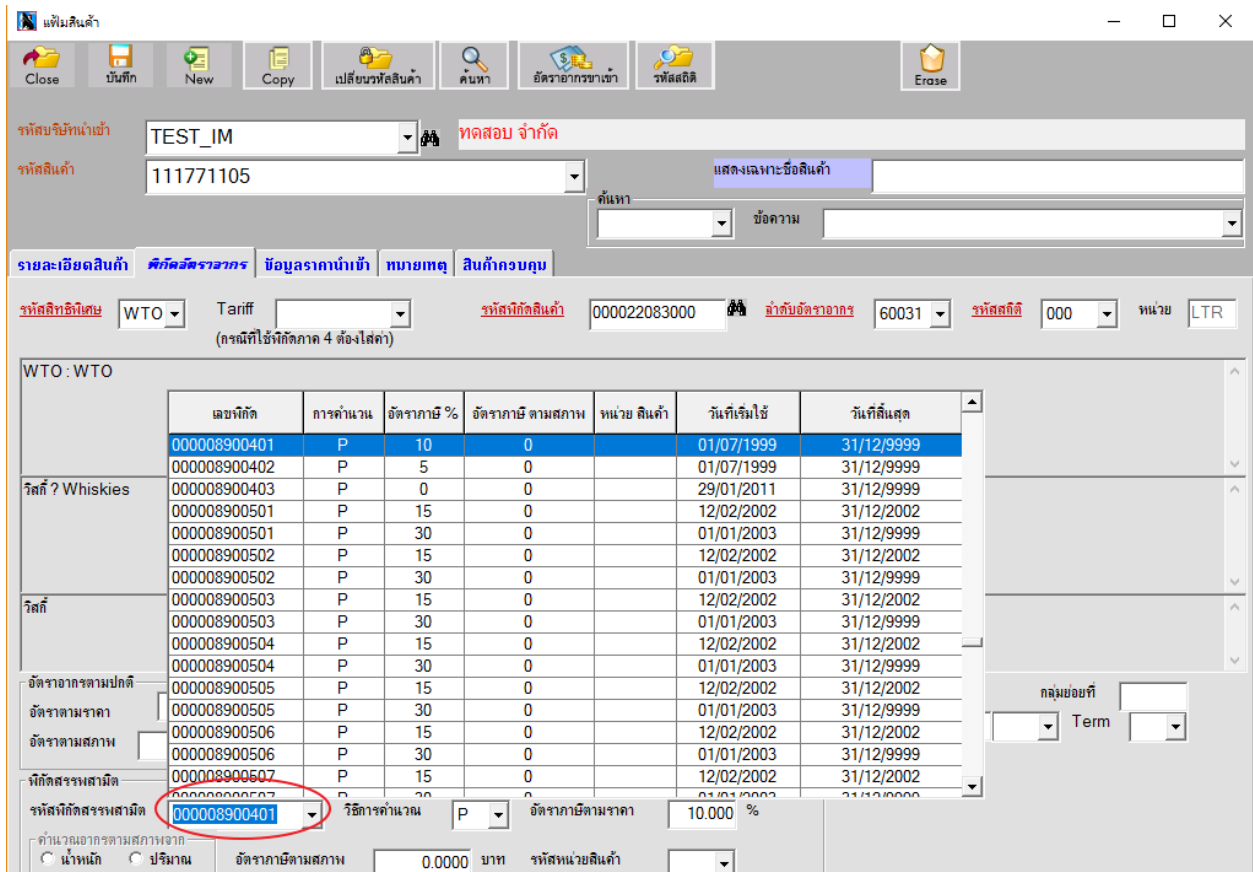 แฟ้มสินค้า
Close บันทึก New Copy เปลี่ยนรหัสสินค้า ค้นหา อัตราอากรขาเข้า รหัสสถิติ Erase
รหัสบริษัทนำเข้า TEST_IM ทดสอบ จำกัด
รหัสสินค้า 111771105 แสดงเฉพาะชื่อสินค้า
ค้นหา ข้อความ
รายละเอียดสินค้า พิกัดอัตราอากร ข้อมูลราคานำเข้า หมายเหตุ สินค้าควบคุม
รหัสสิทธิพิเศษ WTO Tariff รหัสพิกัดสินค้า 000022083000 ลำดับอัตราอากร 60031 รหัสสถิติ 000 หน่วย LTR
(กรณีที่ใช้พิกัดภาค 4 ต้องใส่ค่า)
WTO : WTO
เลขพิกัด การคำนวน อัตราภาษี % อัตราภาษี ตามสภาพ หน่วย สินค้า วันที่เริ่มใช้ วันที่สิ้นสุด
000008900401 P 10 0 01/07/1999 31/12/9999
000008900402 P 5 0 01/07/1999 31/12/9999
วิสกี้ ? Whiskies 000008900403 P 0 0 29/01/2011 31/12/9999
000008900501 P 15 0 12/02/2002 31/12/2002
000008900501 P 30 0 01/01/2003 31/12/9999
000008900502 P 15 0 12/02/2002 31/12/2002
000008900502 P 30 0 01/01/2003 31/12/9999
วิสกี้ 000008900503 P 15 0 12/02/2002 31/12/2002
000008900503 P 30 0 01/01/2003 31/12/9999
000008900504 P 15 0 12/02/2002 31/12/2002
000008900504 P 30 0 01/01/2003 31/12/9999
อัตราอากรตามปกติ 000008900505 P 15 0 12/02/2002 31/12/2002 กลุ่มย่อยที่
อัตราตามราคา 000008900505 P 30 0 01/01/2003 31/12/9999 Term
000008900506 P 15 0 12/02/2002 31/12/2002
อัตราตามสภาพ 000008900506 P 30 0 01/01/2003 31/12/9999
พิกัดสรรพสามิต 000008900507 P 15 0 12/02/2002 31/12/2002
000008900507 P 30 0 01/01/2003 31/12/9999
รหัสพิกัดสรรพสามิต 000008900401 วิธีการคำนวณ P อัตราภาษีตามราคา 10.000 %
คำนวณอากรตามสภาพจาก
น้ำหนัก ปริมาณ อัตราภาษีตามสภาพ 0.0000 บาท รหัสหน่วยสินค้า